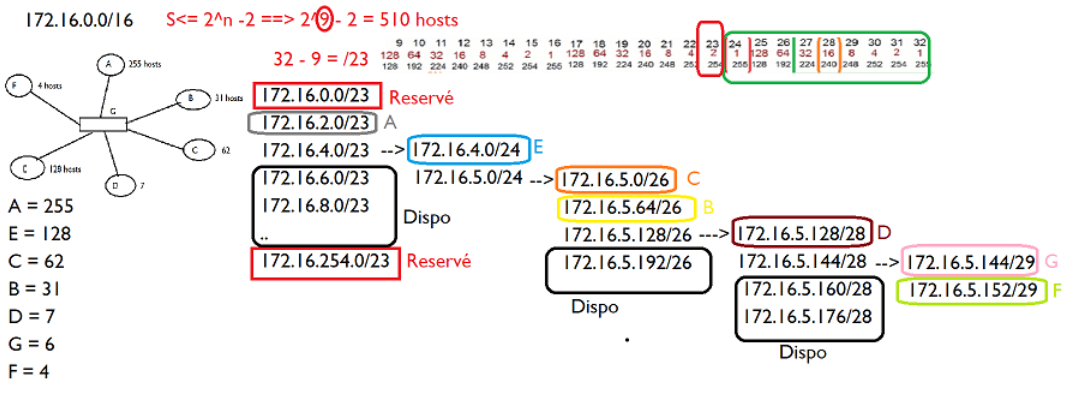 172.16.0.0/16
S<= 2^n -2 ==> 2^9 - 2 = 510 hosts
32 - 9 = /23
9 10 11 12 13 14 15 16 17 18 19 20 21 22 23 24 25 26 27 28 29 30 31 32
128 64 32 16 8 4 2 1 128 64 32 16 8 4 2 1 128 64 32 16 8 4 2 1
128 192 224 240 248 252 254 255 128 192 224 240 248 252 254 255 128 192 224 240 248 252 254 255
A 255 hosts
F 4 hosts
B 31 hosts
G
C 62
128 hosts
D 7
A = 255
E = 128
C = 62
B = 31
D = 7
G = 6
F = 4
172.16.0.0/23 Reservé
172.16.2.0/23 A
172.16.4.0/23 --> 172.16.4.0/24 E
172.16.6.0/23
172.16.8.0/23
..
Dispo
172.16.254.0/23 Reservé
172.16.5.0/24 --> 172.16.5.0/26 C
172.16.5.64/26 B
172.16.5.128/26 ---> 172.16.5.128/28 D
172.16.5.192/26
Dispo
172.16.5.144/28 --> 172.16.5.144/29 G
172.16.5.152/29 F
172.16.5.160/28
172.16.5.176/28
Dispo